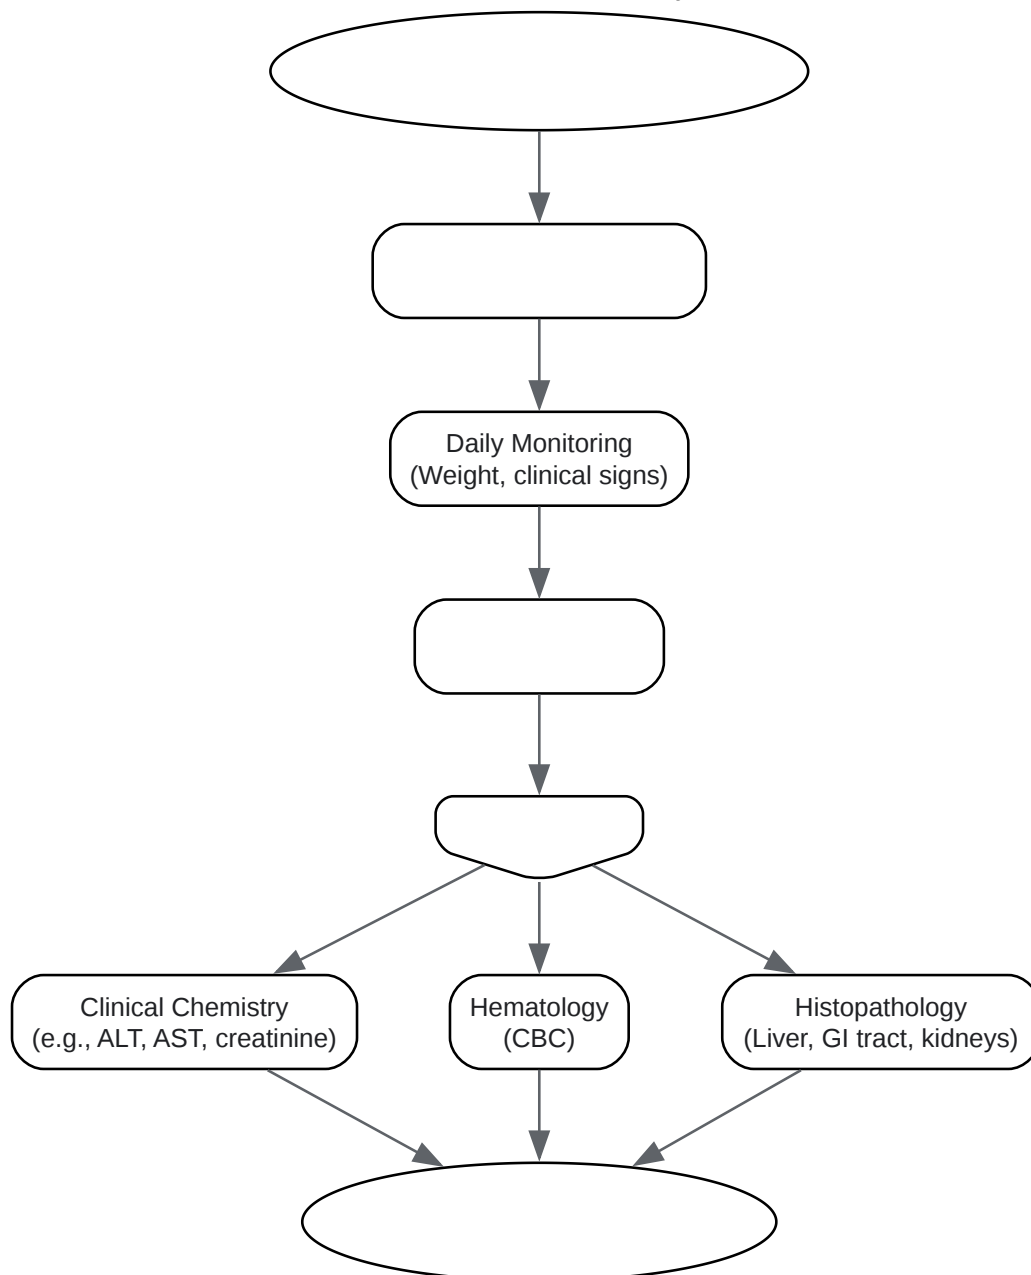 Daily Monitoring
(Weight, clinical signs)
Clinical Chemistry
(e.g., ALT, AST, creatinine)
Hematology
(CBC)
Histopathology
(Liver, GI tract, kidneys)